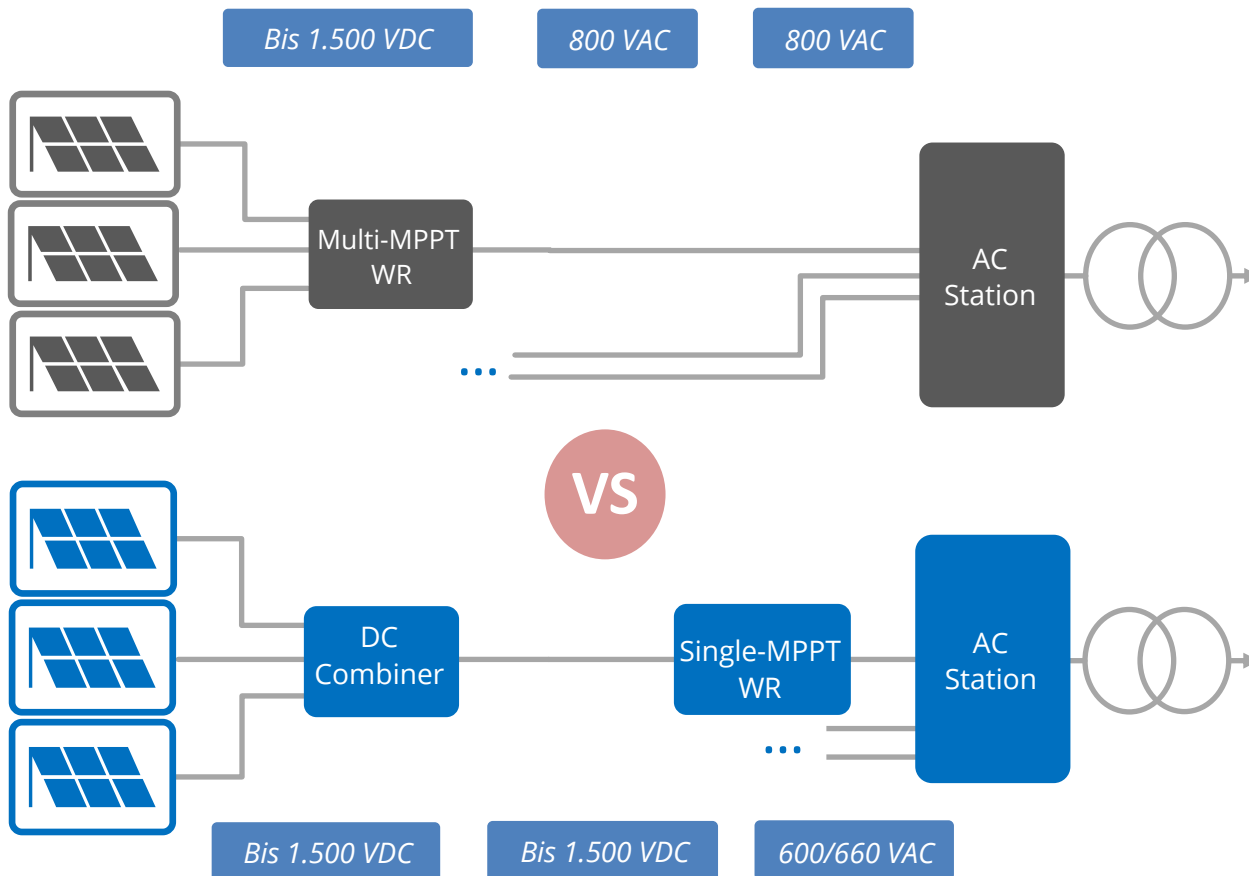 Bis 1.500 VDC
800 VAC
800 VAC
Multi-MPPT
WR
AC
Station
...
VS
DC
Combiner
Single-MPPT
WR
AC
Station
...
Bis 1.500 VDC
Bis 1.500 VDC
600/660 VAC